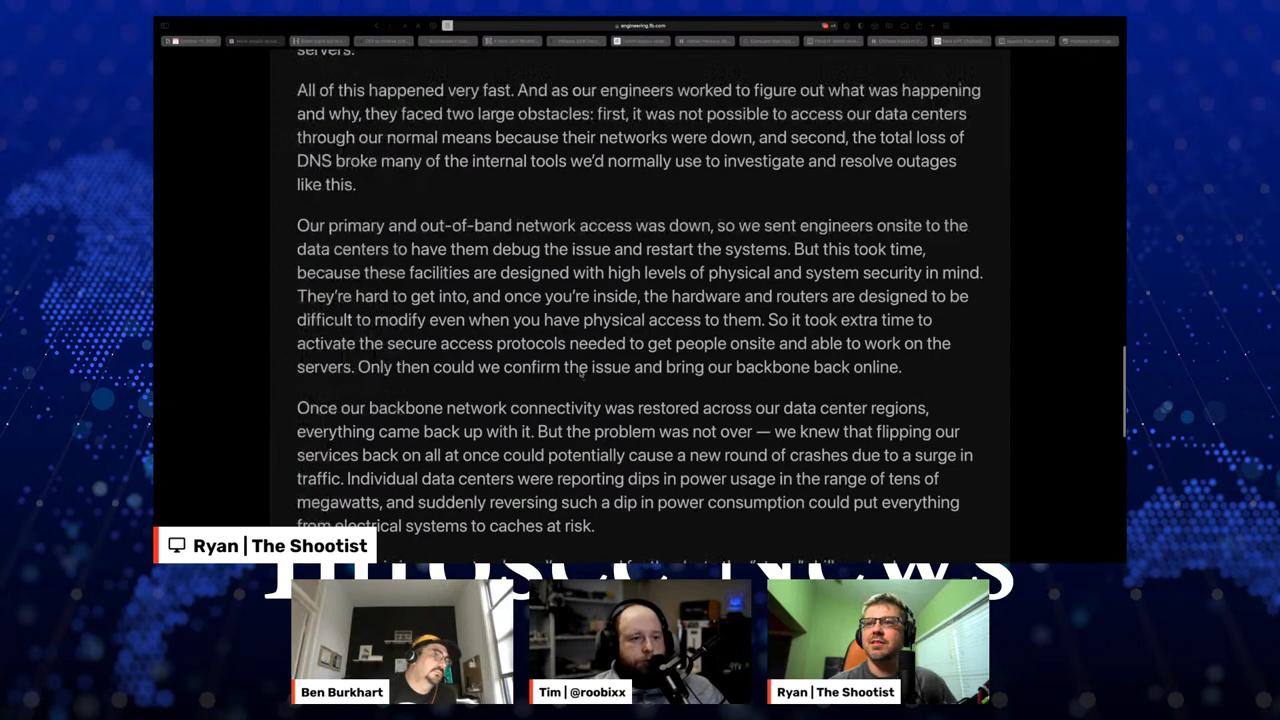 engineering.fb.com
servers.
All of this happened very fast. And as our engineers worked to figure out what was happening
and why, they faced two large obstacles: first, it was not possible to access our data centers
through our normal means because their networks were down, and second, the total loss of
DNS broke many of the internal tools we’d normally use to investigate and resolve outages
like this.
Our primary and out-of-band network access was down, so we sent engineers onsite to the
data centers to have them debug the issue and restart the systems. But this took time,
because these facilities are designed with high levels of physical and system security in mind.
They’re hard to get into, and once you’re inside, the hardware and routers are designed to be
difficult to modify even when you have physical access to them. So it took extra time to
activate the secure access protocols needed to get people onsite and able to work on the
servers. Only then could we confirm the issue and bring our backbone back online.
Once our backbone network connectivity was restored across our data center regions,
everything came back up with it. But the problem was not over — we knew that flipping our
services back on all at once could potentially cause a new round of crashes due to a surge in
traffic. Individual data centers were reporting dips in power usage in the range of tens of
megawatts, and suddenly reversing such a dip in power consumption could put everything
from electrical systems to caches at risk.
Ryan | The Shootist
News
Ben Burkhart
Tim | @roobixx
Ryan | The Shootist